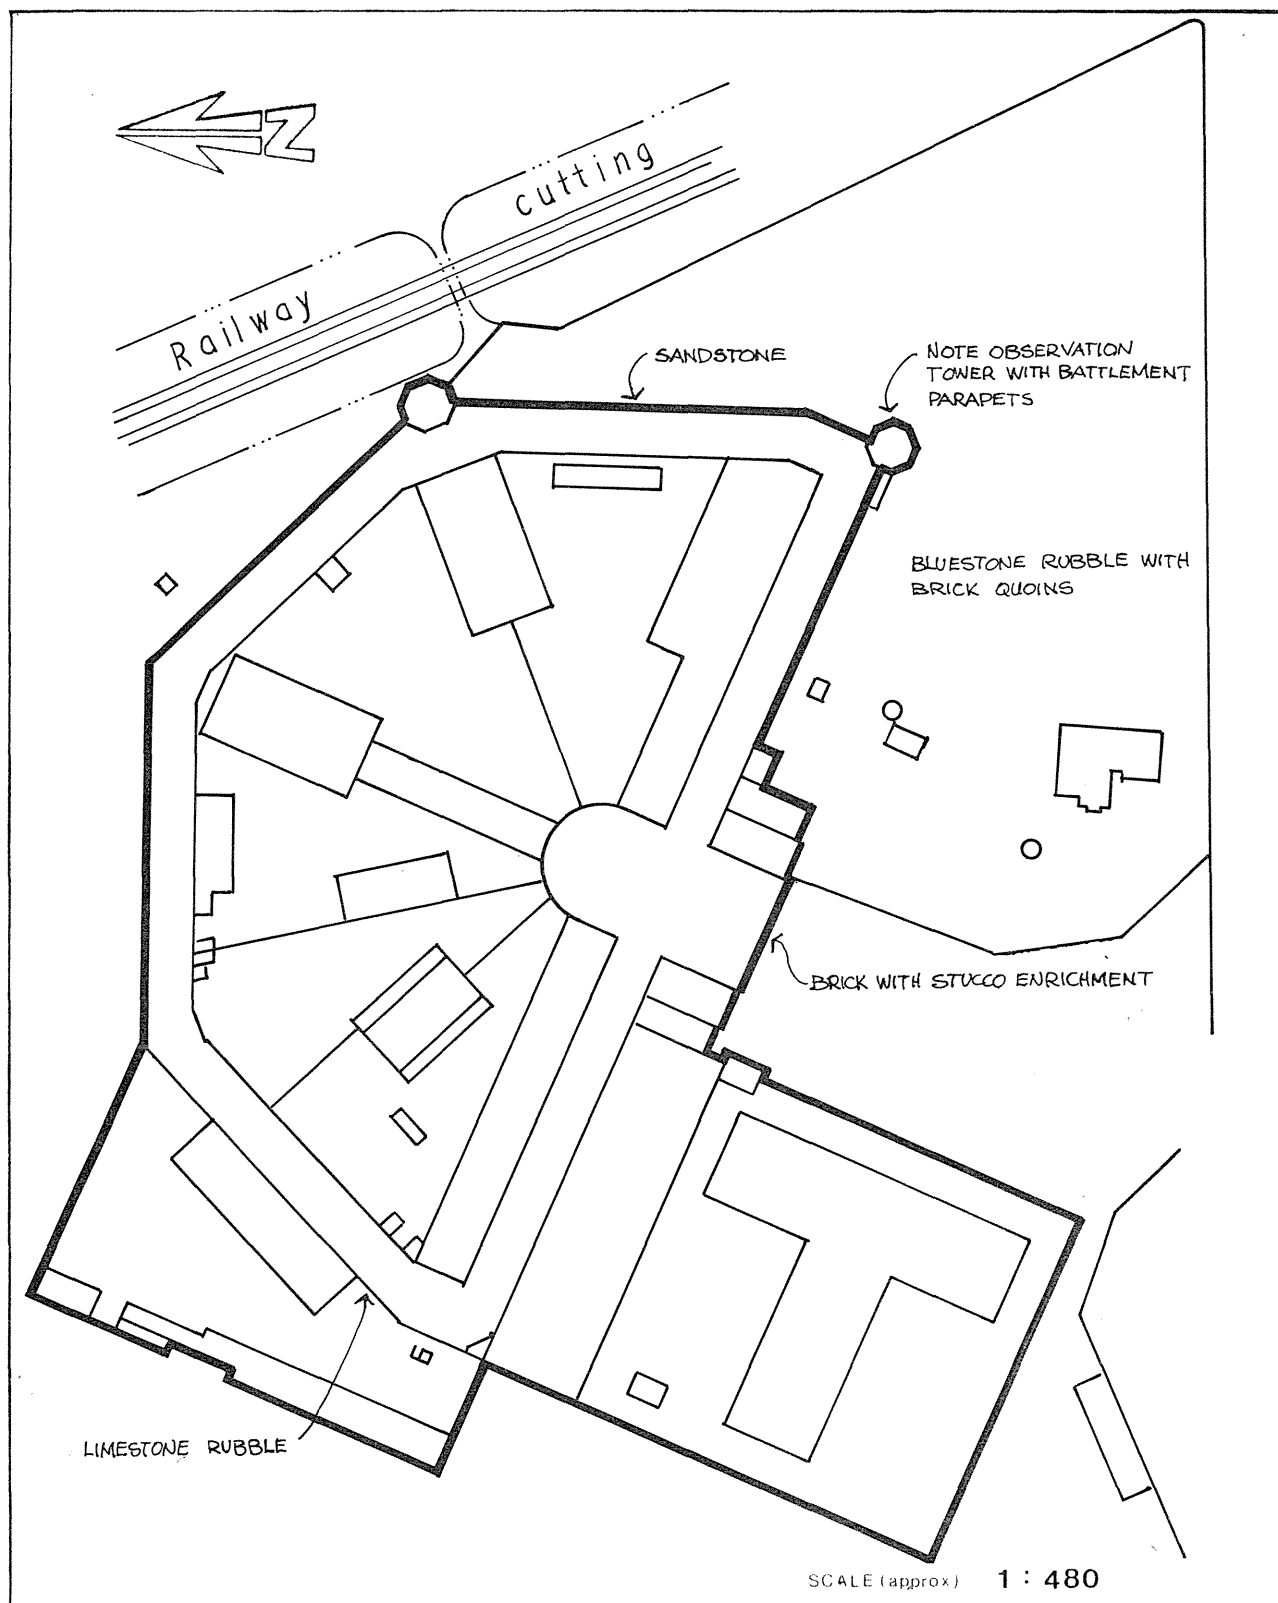 N
Railway cutting
SANDSTONE
NOTE OBSERVATION
TOWER WITH BATTLEMENT
PARAPETS
BLUESTONE RUBBLE WITH
BRICK QUOINS
BRICK WITH STUCCO ENRICHMENT
LIMESTONE RUBBLE
SCALE (approx) 1 : 480